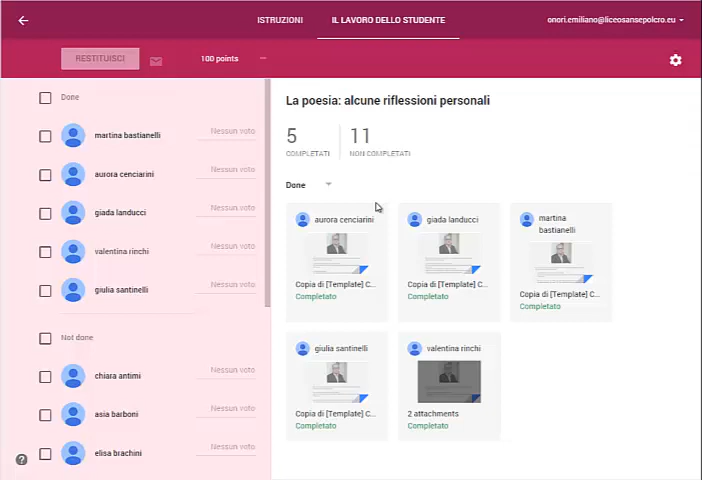 ISTRUZIONI
IL LAVORO DELLO STUDENTE
onori.emiliano@liceosansepolcro.eu
RESTITUISCI
100 points
Done
martina bastianelli
Nessun voto
aurora cenciarini
Nessun voto
giada landucci
Nessun voto
valentina rinchi
Nessun voto
giulia santinelli
Nessun voto
Not done
chiara antimi
Nessun voto
asia barboni
Nessun voto
elisa brachini
Nessun voto
La poesia: alcune riflessioni personali
5
11
COMPLETATI
NON COMPLETATI
Done
aurora cenciarini
Copia di [Template] C...
Completato
giada landucci
Copia di [Template] C...
Completato
martina
bastianelli
Copia di [Template] C...
Completato
giulia santinelli
Copia di [Template] C...
Completato
valentina rinchi
2 attachments
Completato